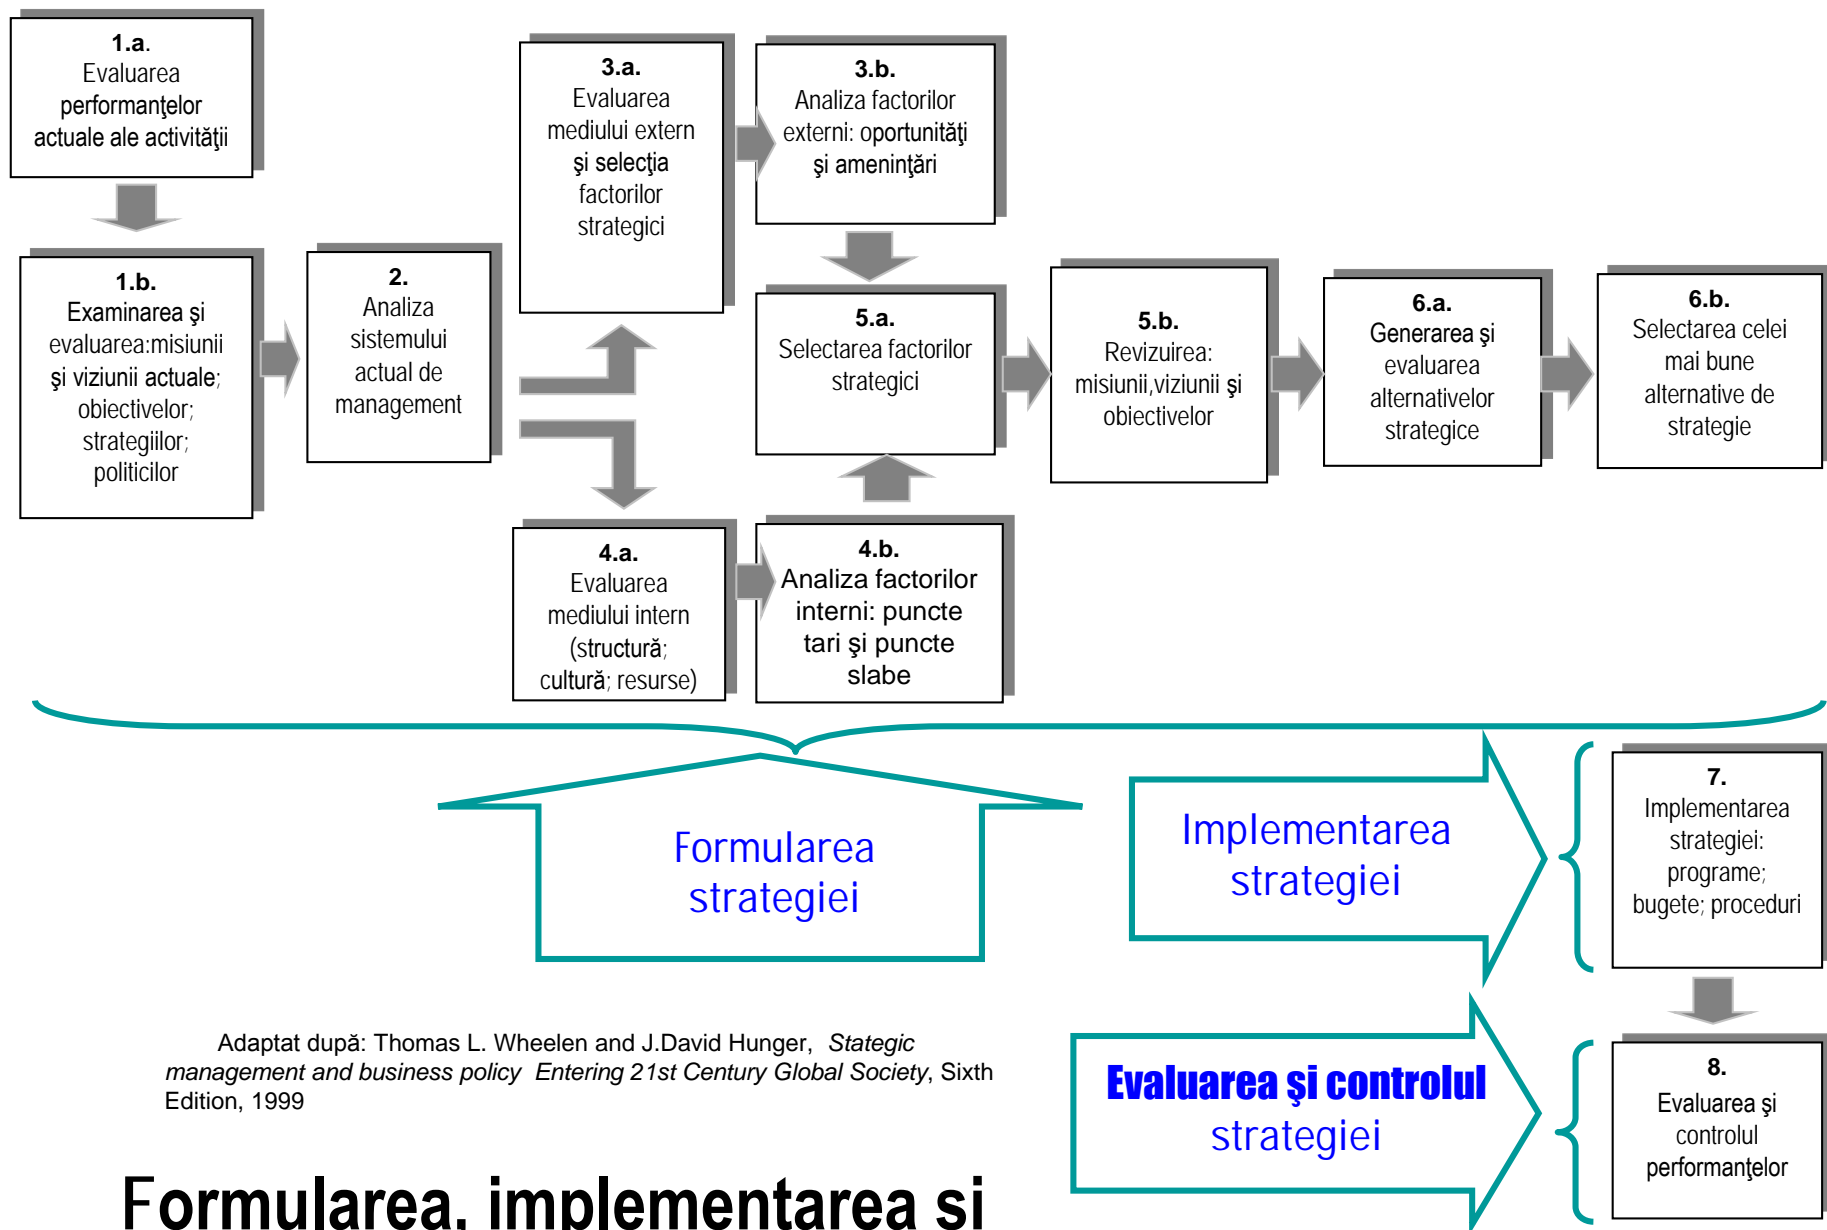 1.a.
Evaluarea
performanţelor
actuale ale activităţii
1.b.
Examinarea şi
evaluarea:misiunii
şi viziunii actuale;
obiectivelor;
strategiilor;
politicilor
2.
Analiza
sistemului
actual de
management
3.a.
Evaluarea
mediului extern
şi selecţia
factorilor
strategici
3.b.
Analiza factorilor
externi: oportunităţi
şi ameninţări
4.a.
Evaluarea
mediului intern
(structură;
cultură; resurse)
4.b.
Analiza factorilor
interni: puncte
tari şi puncte
slabe
5.a.
Selectarea factorilor
strategici
5.b.
Revizuirea:
misiunii,viziunii şi
obiectivelor
6.a.
Generarea şi
evaluarea
alternativelor
strategice
6.b.
Selectarea celei
mai bune
alternative de
strategie
Formularea
strategiei
Implementarea
strategiei
7.
Implementarea
strategiei:
programe;
bugete; proceduri
Evaluarea şi controlul
strategiei
8.
Evaluarea şi
controlul
performanţelor
Adaptat după: Thomas L. Wheelen and J.David Hunger, Stategic
management and business policy Entering 21st Century Global Society, Sixth
Edition, 1999
Formularea, implementarea si